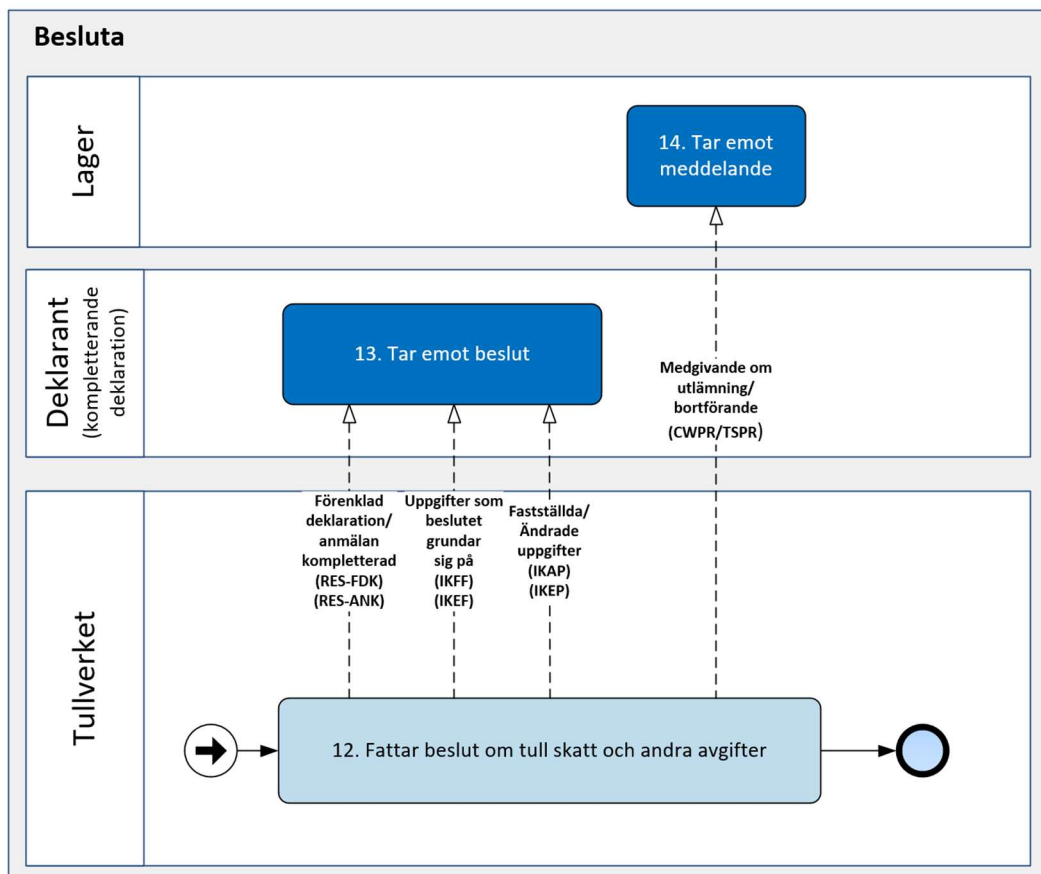 Besluta
Lager
14. Tar emot
meddelande
Deklarant
(kompletterande
deklaration)
13. Tar emot beslut
Medgivande om
utlämning/
bortförande
(CWPR/TSPR)
Tullverket
Förenklad
deklaration/
anmälan
kompletterad
(RES-FDK)
(RES-ANK)
Uppgifter som
beslutet
grundar
sig på
(IKFF)
(IKEF)
Fastställda/
Ändrade
uppgifter
(IKAP)
(IKEP)
12. Fattar beslut om tull skatt och andra avgifter